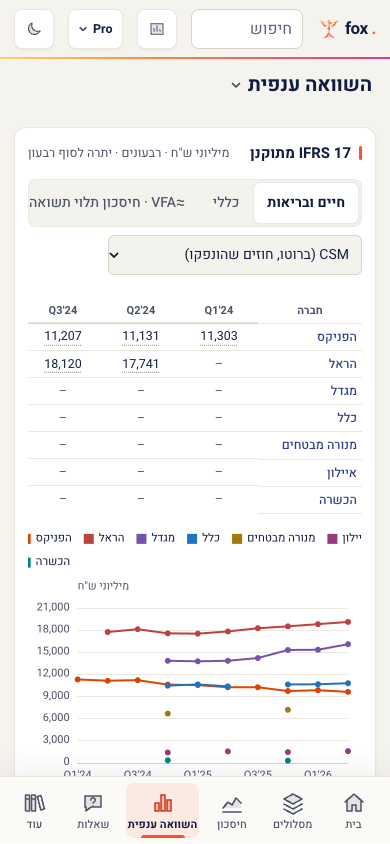 fox.
חיפוש
Pro
השוואה ענפית
IFRS 17 מתוקנן
מיליוני ש"ח · רבעונים · יתרה לסוף רבעון
חיים ובריאות
כללי
≈VFA · חיסכון תלוי תשואה
CSM (ברוטו, חוזים שהונפקו)
חברה Q1'24 Q2'24 Q3'24
הפניקס 11,303 11,131 11,207
הראל – 17,741 18,120
מגדל – – –
כלל – – –
מנורה מבטחים – – –
איילון – – –
הכשרה – – –
יילון מנורה מבטחים כלל מגדל הראל הפניקס
הכשרה
מיליוני ש"ח
21,000
18,000
15,000
12,000
9,000
6,000
3,000
0
Q1'24 Q3'24 Q1'25 Q3'25 Q1'26
בית
מסלולים
חיסכון
השוואה ענפית
שאלות
עוד